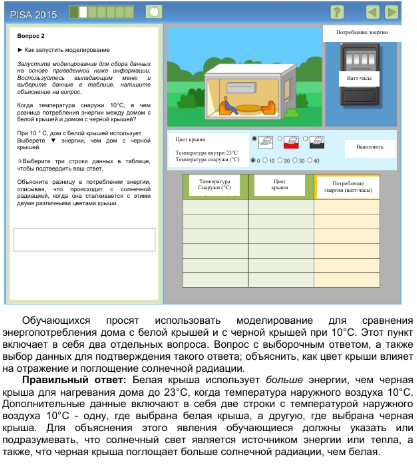 PISA 2015
?
Вопрос 2
► Как запустить моделирование
Запустите моделирование для сбора данных
на основе приведенной ниже информации.
Воспользуйтесь выпадающим меню и
выберите данные в таблице, напишите
объяснение на вопрос.
Когда температура снаружи 10°С, в чем
разница потребления энергии между домом с
белой крышей и домом с черной крышей?
При 10 ° С, дом с белой крышей использует
Выберете ▼ энергии, чем дом с черной
крышей.
Выберите три строки данных в таблице,
чтобы подтвердить ваш ответ.
Объясните разницу в потреблении энергии,
описывая, что происходит с солнечной
радиацией, когда она сталкивается с этими
двумя различными цветами крыши.
Потребление энергии
Ватт-часы
Цвет крыши
Температура внутри 23°C
Температура снаружи (°C)
0 10 20 30 40
Выполнить
Температура
Снаружи (°C)
Цвет
крыши
Потребление
энергии (ватт-часы)
Обучающихся просят использовать моделирование для сравнения
энергопотребления дома с белой крышей и с черной крышей при 10°С. Этот пункт
включает в себя два отдельных вопроса. Вопрос с выборочным ответом, а также
выбор данных для подтверждения такого ответа; объяснить, как цвет крыши влияет
на отражение и поглощение солнечной радиации.
Правильный ответ: Белая крыша использует больше энергии, чем черная
крыша для нагревания дома до 23°С, когда температура наружного воздуха 10°С.
Дополнительные данные включают в себя две строки с температурой наружного
воздуха 10°С - одну, где выбрана белая крыша, а другую, где выбрана черная
крыша. Для объяснения этого явления обучающиеся должны указать или
подразумевать, что солнечный свет является источником энергии или тепла, а
также, что черная крыша поглощает больше солнечной радиации, чем белая.